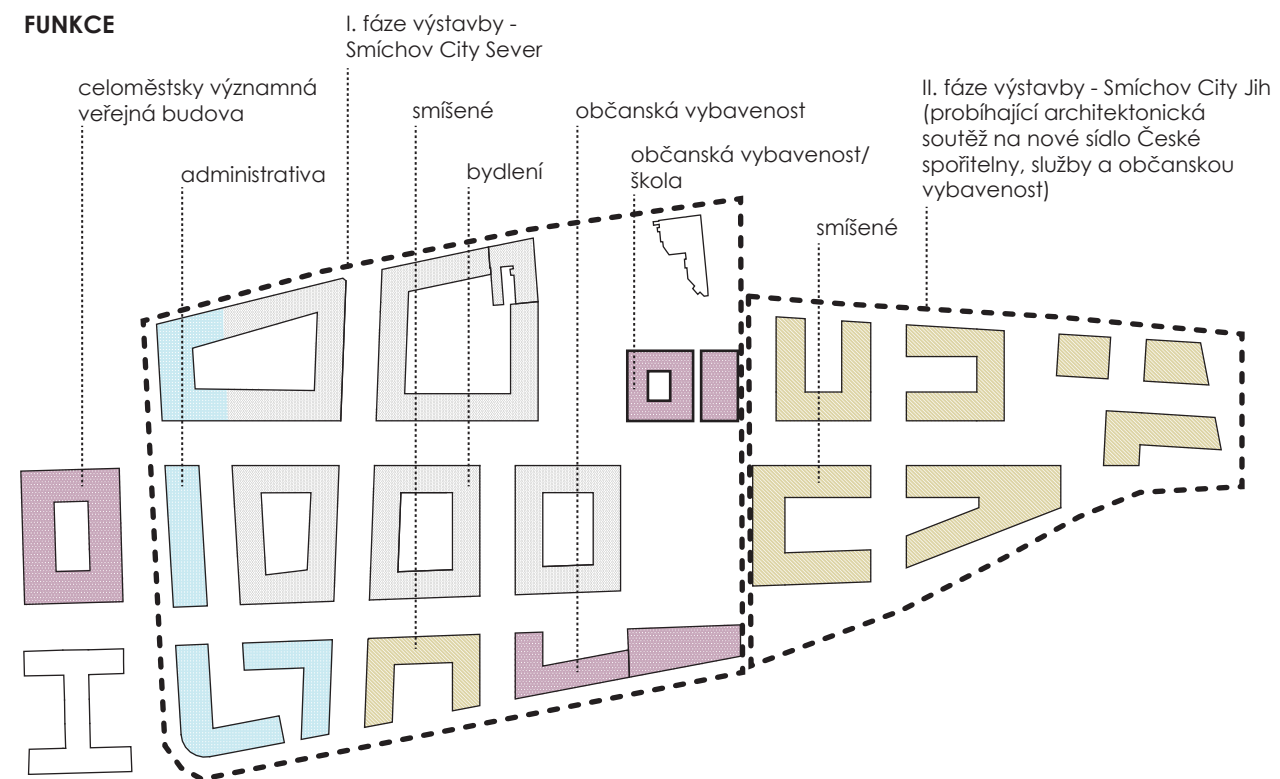 FUNKCE
I. fáze výstavby -
Smíchov City Sever
celoměstsky významná
veřejná budova
administrativa
smíšené
bydlení
občanská vybavenost
občanská vybavenost/
škola
smíšené
II. fáze výstavby - Smíchov City Jih
(probíhající architektonická
soutěž na nové sídlo České
spořitelny, služby a občanskou
vybavenost)